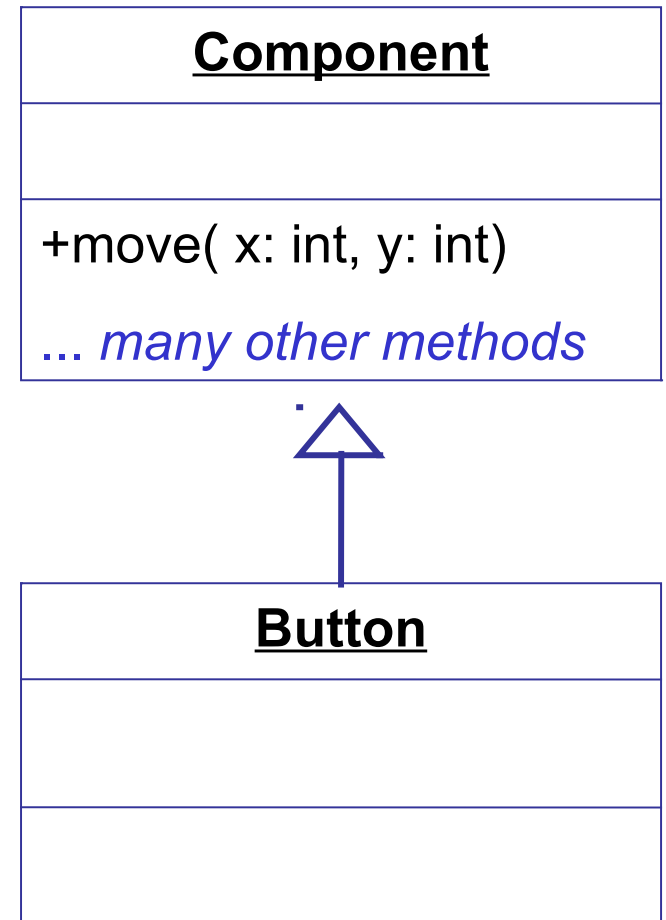 Component
+move( x: int, y: int)
... many other methods
Button